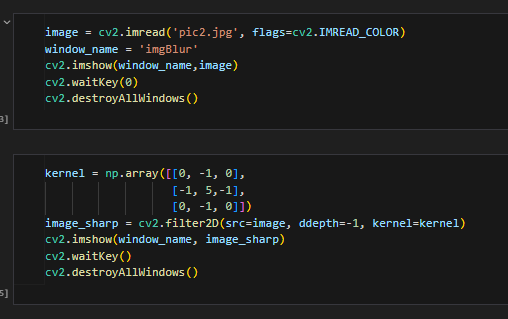 image = cv2.imread('pic2.jpg', flags=cv2.IMREAD_COLOR)
window_name = 'imgBlur'
cv2.imshow(window_name,image)
cv2.waitKey(0)
cv2.destroyAllWindows()
3]
kernel = np.array([[0, -1, 0],
[-1, 5,-1],
[0, -1, 0]])
image_sharp = cv2.filter2D(src=image, ddepth=-1, kernel=kernel)
cv2.imshow(window_name, image_sharp)
cv2.waitKey()
cv2.destroyAllWindows()
5]